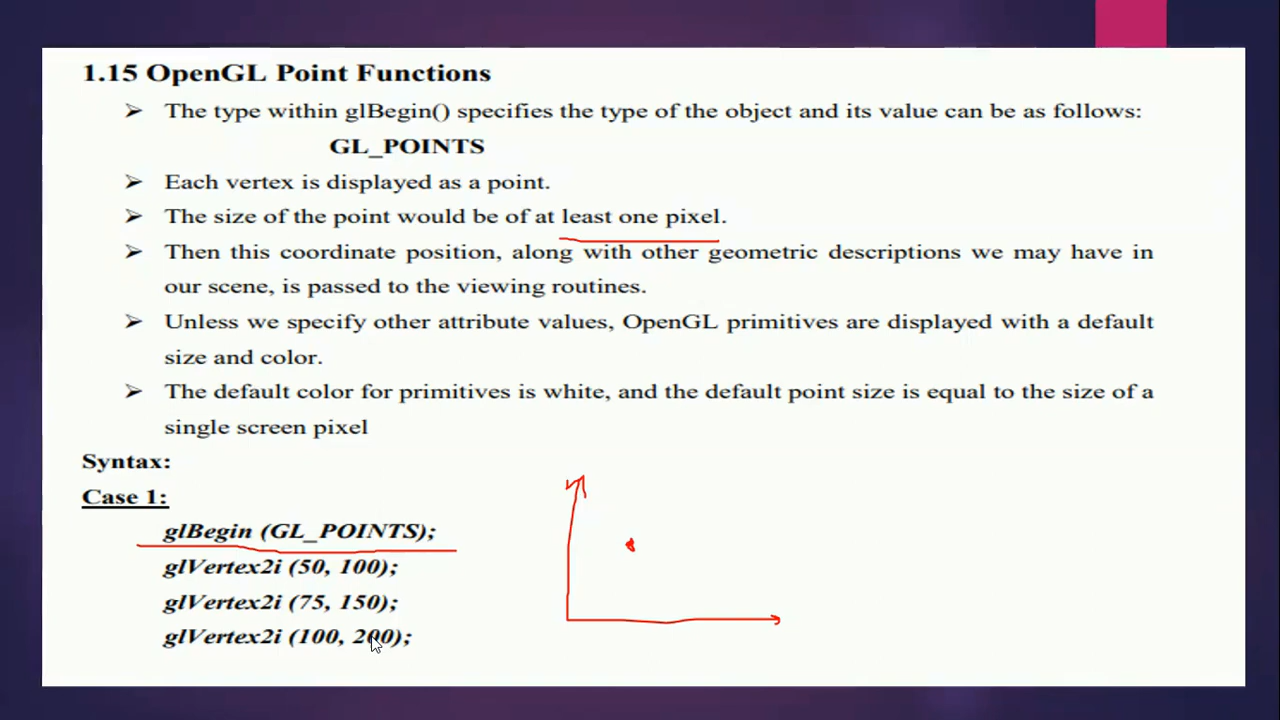 1.15 OpenGL Point Functions
➢ The type within glBegin() specifies the type of the object and its value can be as follows:
GL_POINTS
➢ Each vertex is displayed as a point.
➢ The size of the point would be of at least one pixel.
➢ Then this coordinate position, along with other geometric descriptions we may have in
our scene, is passed to the viewing routines.
➢ Unless we specify other attribute values, OpenGL primitives are displayed with a default
size and color.
➢ The default color for primitives is white, and the default point size is equal to the size of a
single screen pixel
Syntax:
Case 1:
glBegin (GL_POINTS);
glVertex2i (50, 100);
glVertex2i (75, 150);
glVertex2i (100, 200);